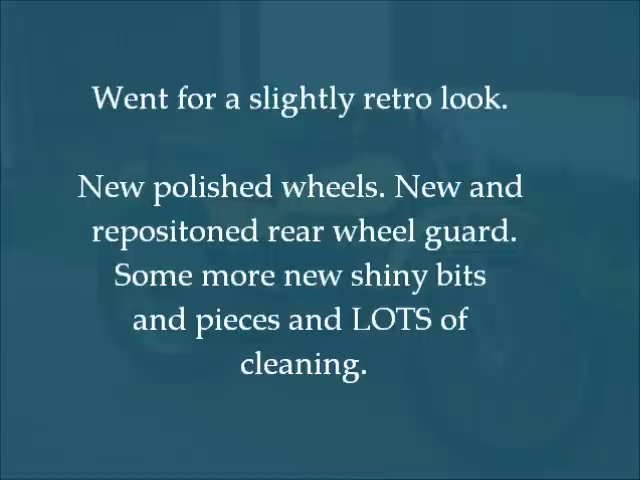 Went for a slightly retro look.
New polished wheels. New and
repositoned rear wheel guard.
Some more new shiny bits
and pieces and LOTS of
cleaning.